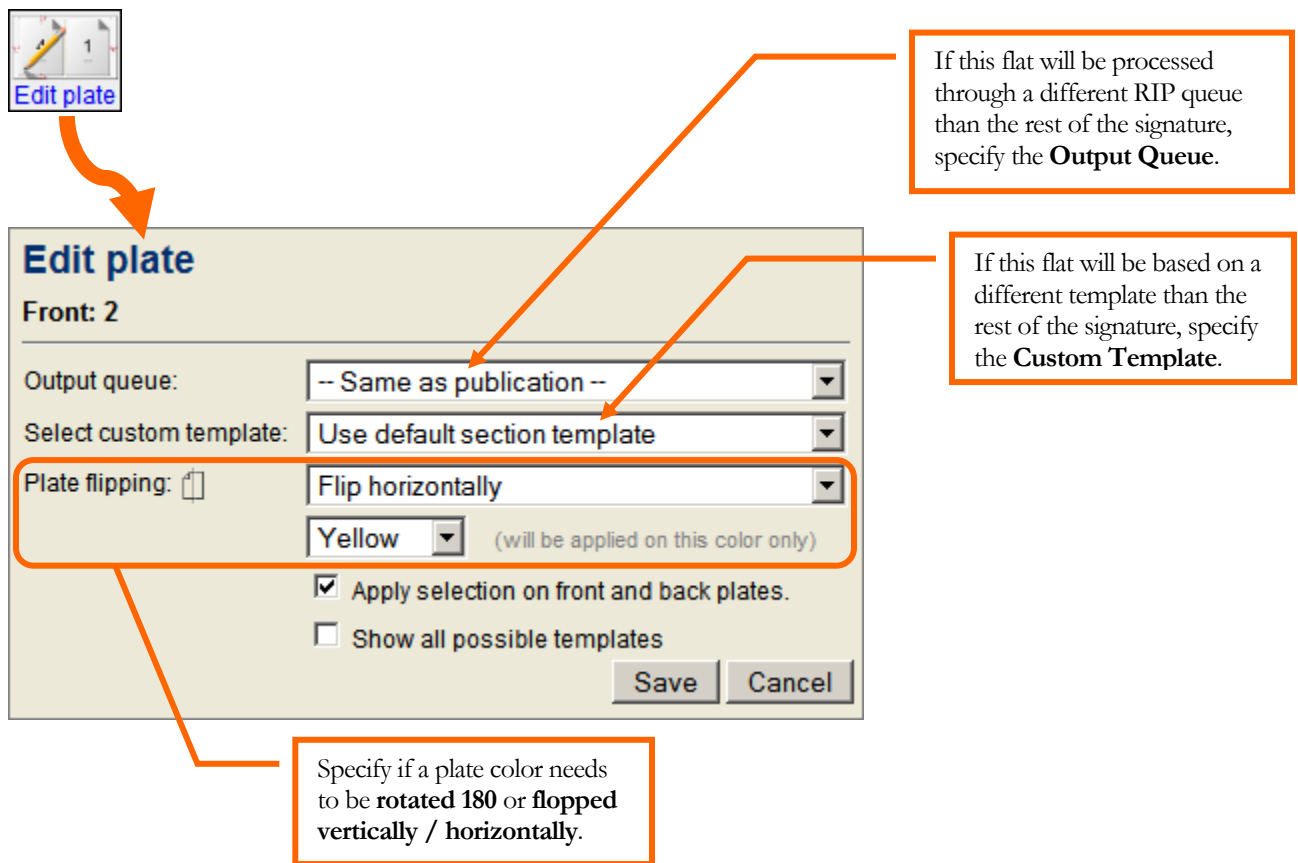 1
Edit plate
If this flat will be processed
through a different RIP queue
than the rest of the signature,
specify the Output Queue.
If this flat will be based on a
different template than the
rest of the signature, specify
the Custom Template.
Edit plate
Front: 2
Output queue:
-- Same as publication --
Select custom template:
Use default section template
Plate flipping:
Flip horizontally
Yellow
(will be applied on this color only)
Apply selection on front and back plates.
Show all possible templates
Save
Cancel
Specify if a plate color needs
to be rotated 180 or flopped
vertically / horizontally.